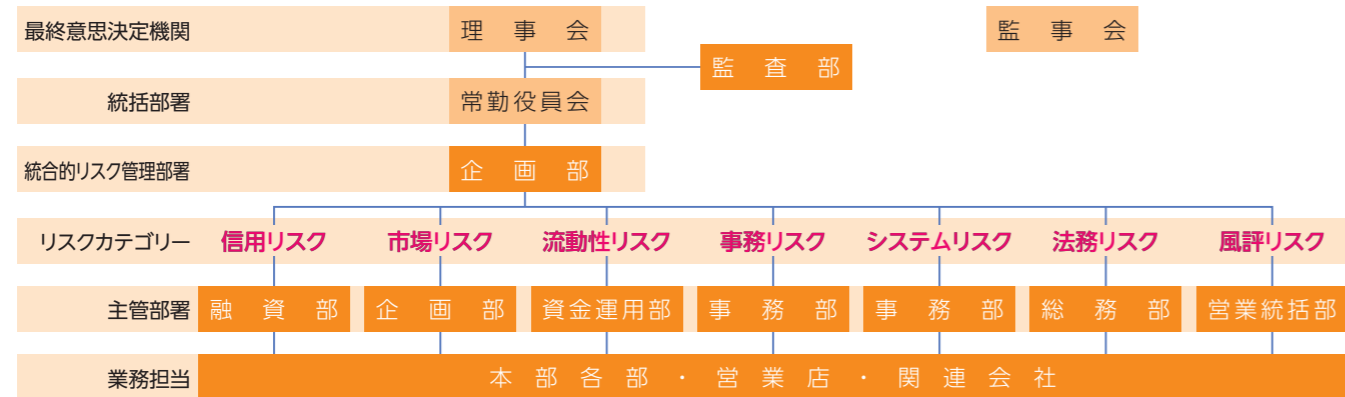 最終意思決定機関 理事会 監事会
監査部
統括部署 常勤役員会
統合的リスク管理部署 企画部
リスクカテゴリー 信用リスク 市場リスク 流動性リスク 事務リスク システムリスク 法務リスク 風評リスク
主管部署 融資部 企画部 資金運用部 事務部 事務部 総務部 営業統括部
業務担当 本部各部・営業店・関連会社